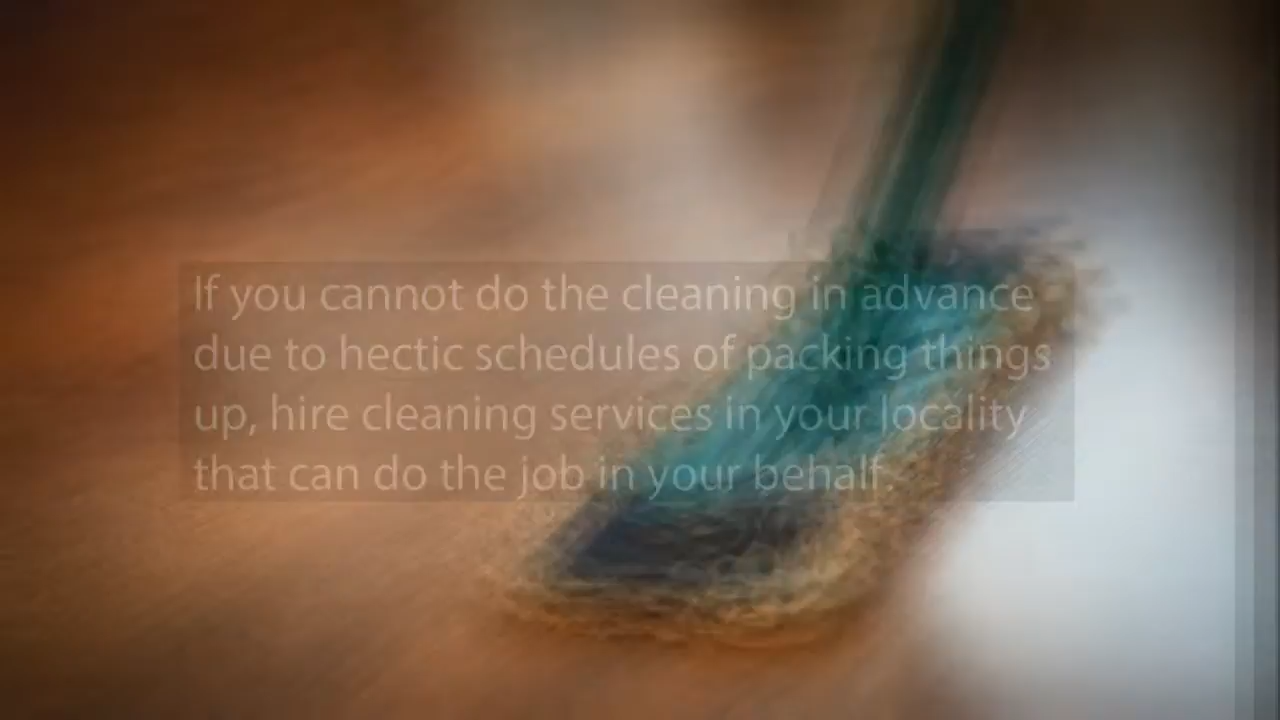 If you cannot do the cleaning in advance
due to hectic schedules of packing things
up, hire cleaning services in your locality
that can do the job in your behalf.